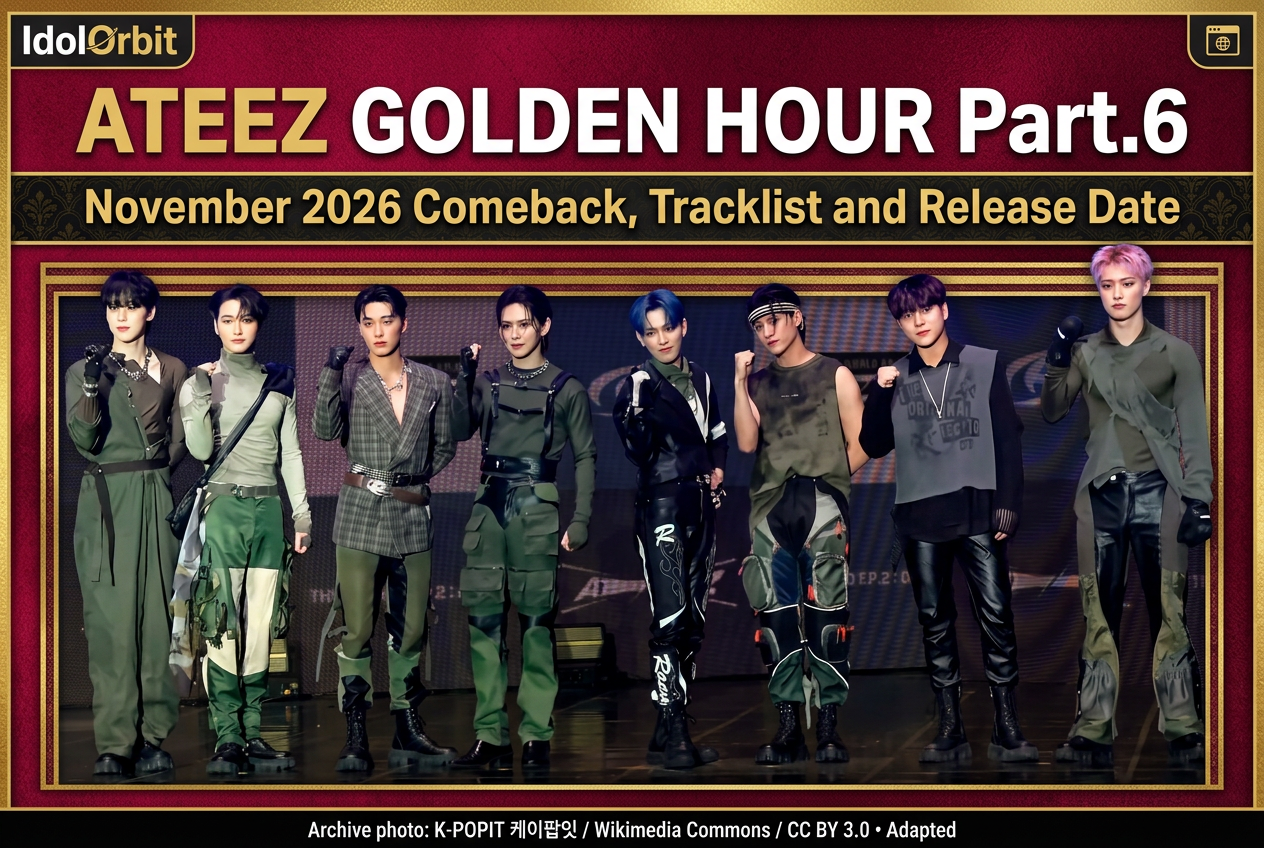 IdolOrbit
ATEEZ GOLDEN HOUR Part.6
November 2026 Comeback, Tracklist and Release Date
Archive photo: K-POPIT 케이팝잇 / Wikimedia Commons / CC BY 3.0 • Adapted